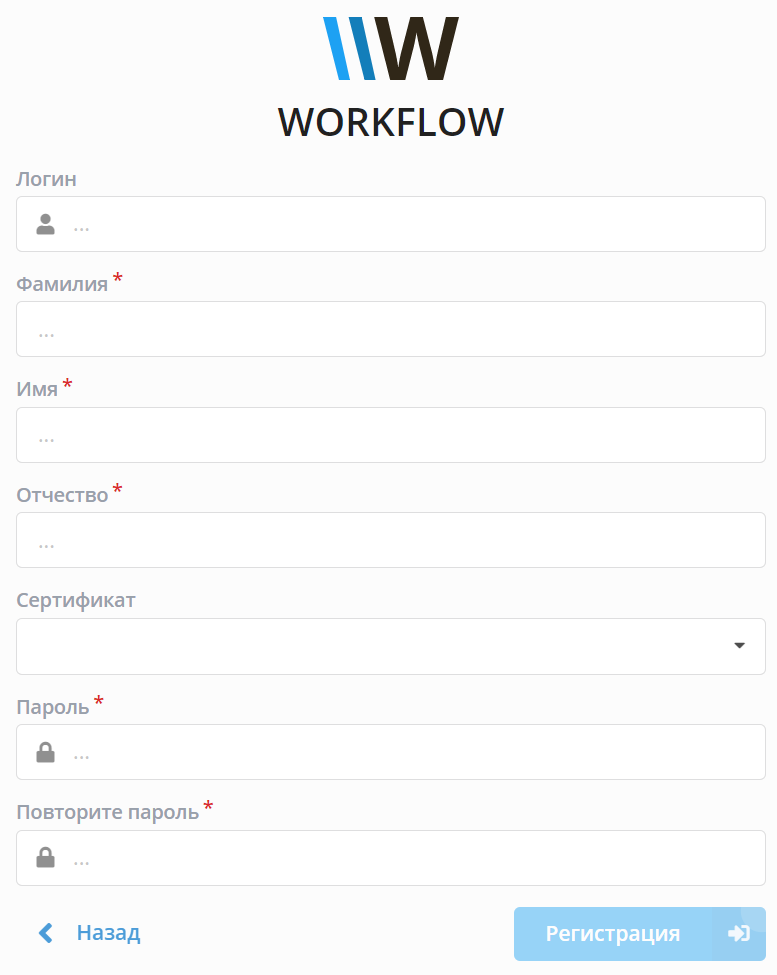 \\W
WORKFLOW
Логин
...
Фамилия *
...
Имя *
...
Отчество *
...
Сертификат
Пароль *
...
Повторите пароль *
...
Назад
Регистрация